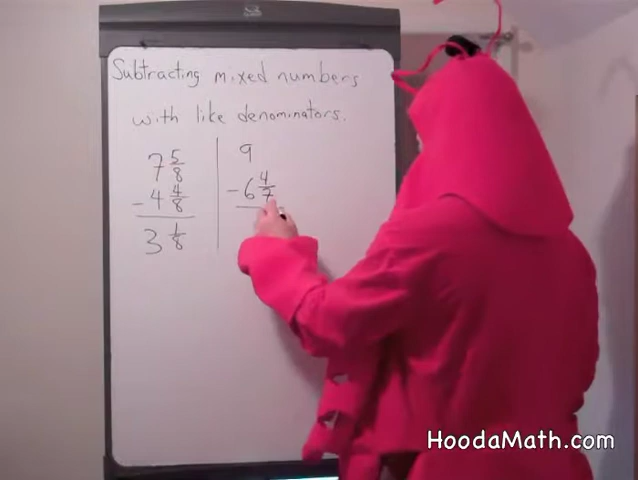 Subtracting mixed numbers
with like denominators.
7 5/8
- 4 4/8
3 1/8
9
- 6 4/7
HoodaMath.com